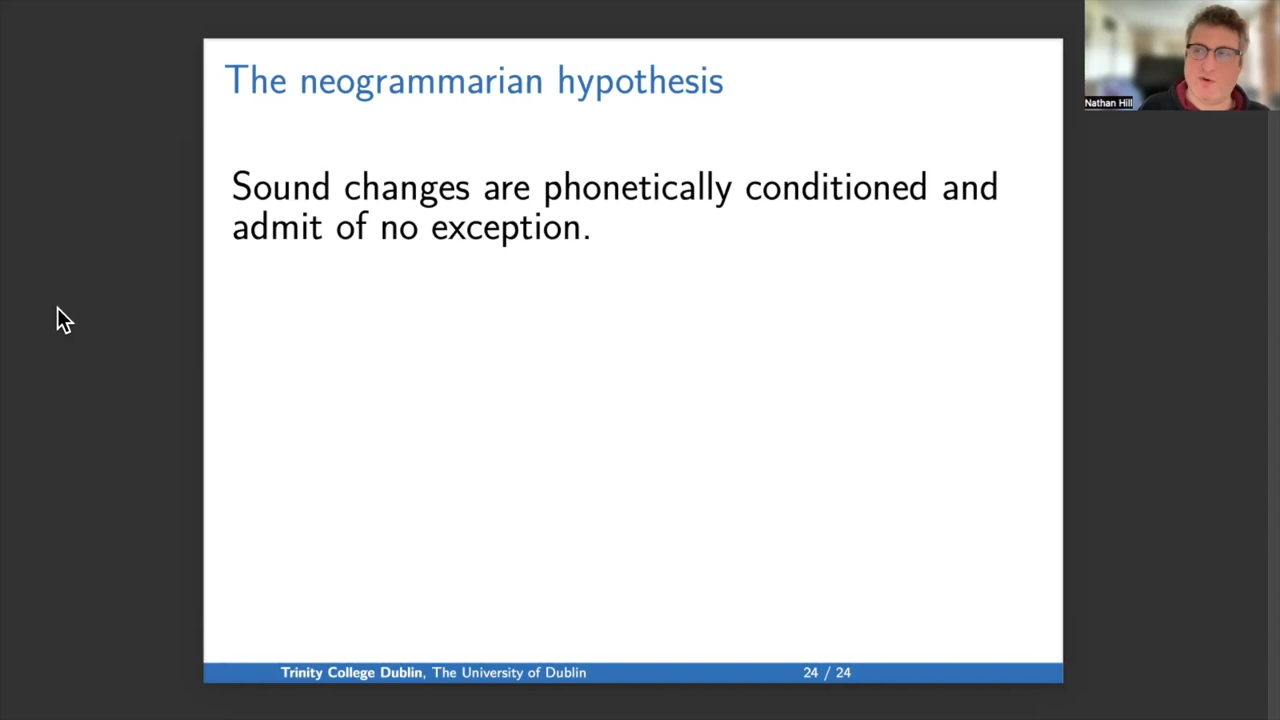 The neogrammarian hypothesis
Nathan Hill
Sound changes are phonetically conditioned and
admit of no exception.
Trinity College Dublin, The University of Dublin
24 / 24